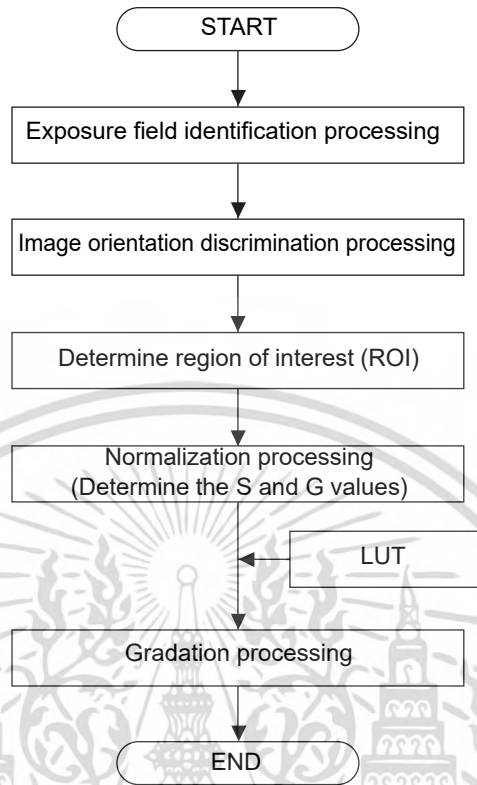 START
Exposure field identification processing
Image orientation discrimination processing
Determine region of interest (ROI)
Normalization processing
(Determine the S and G values)
LUT
Gradation processing
END